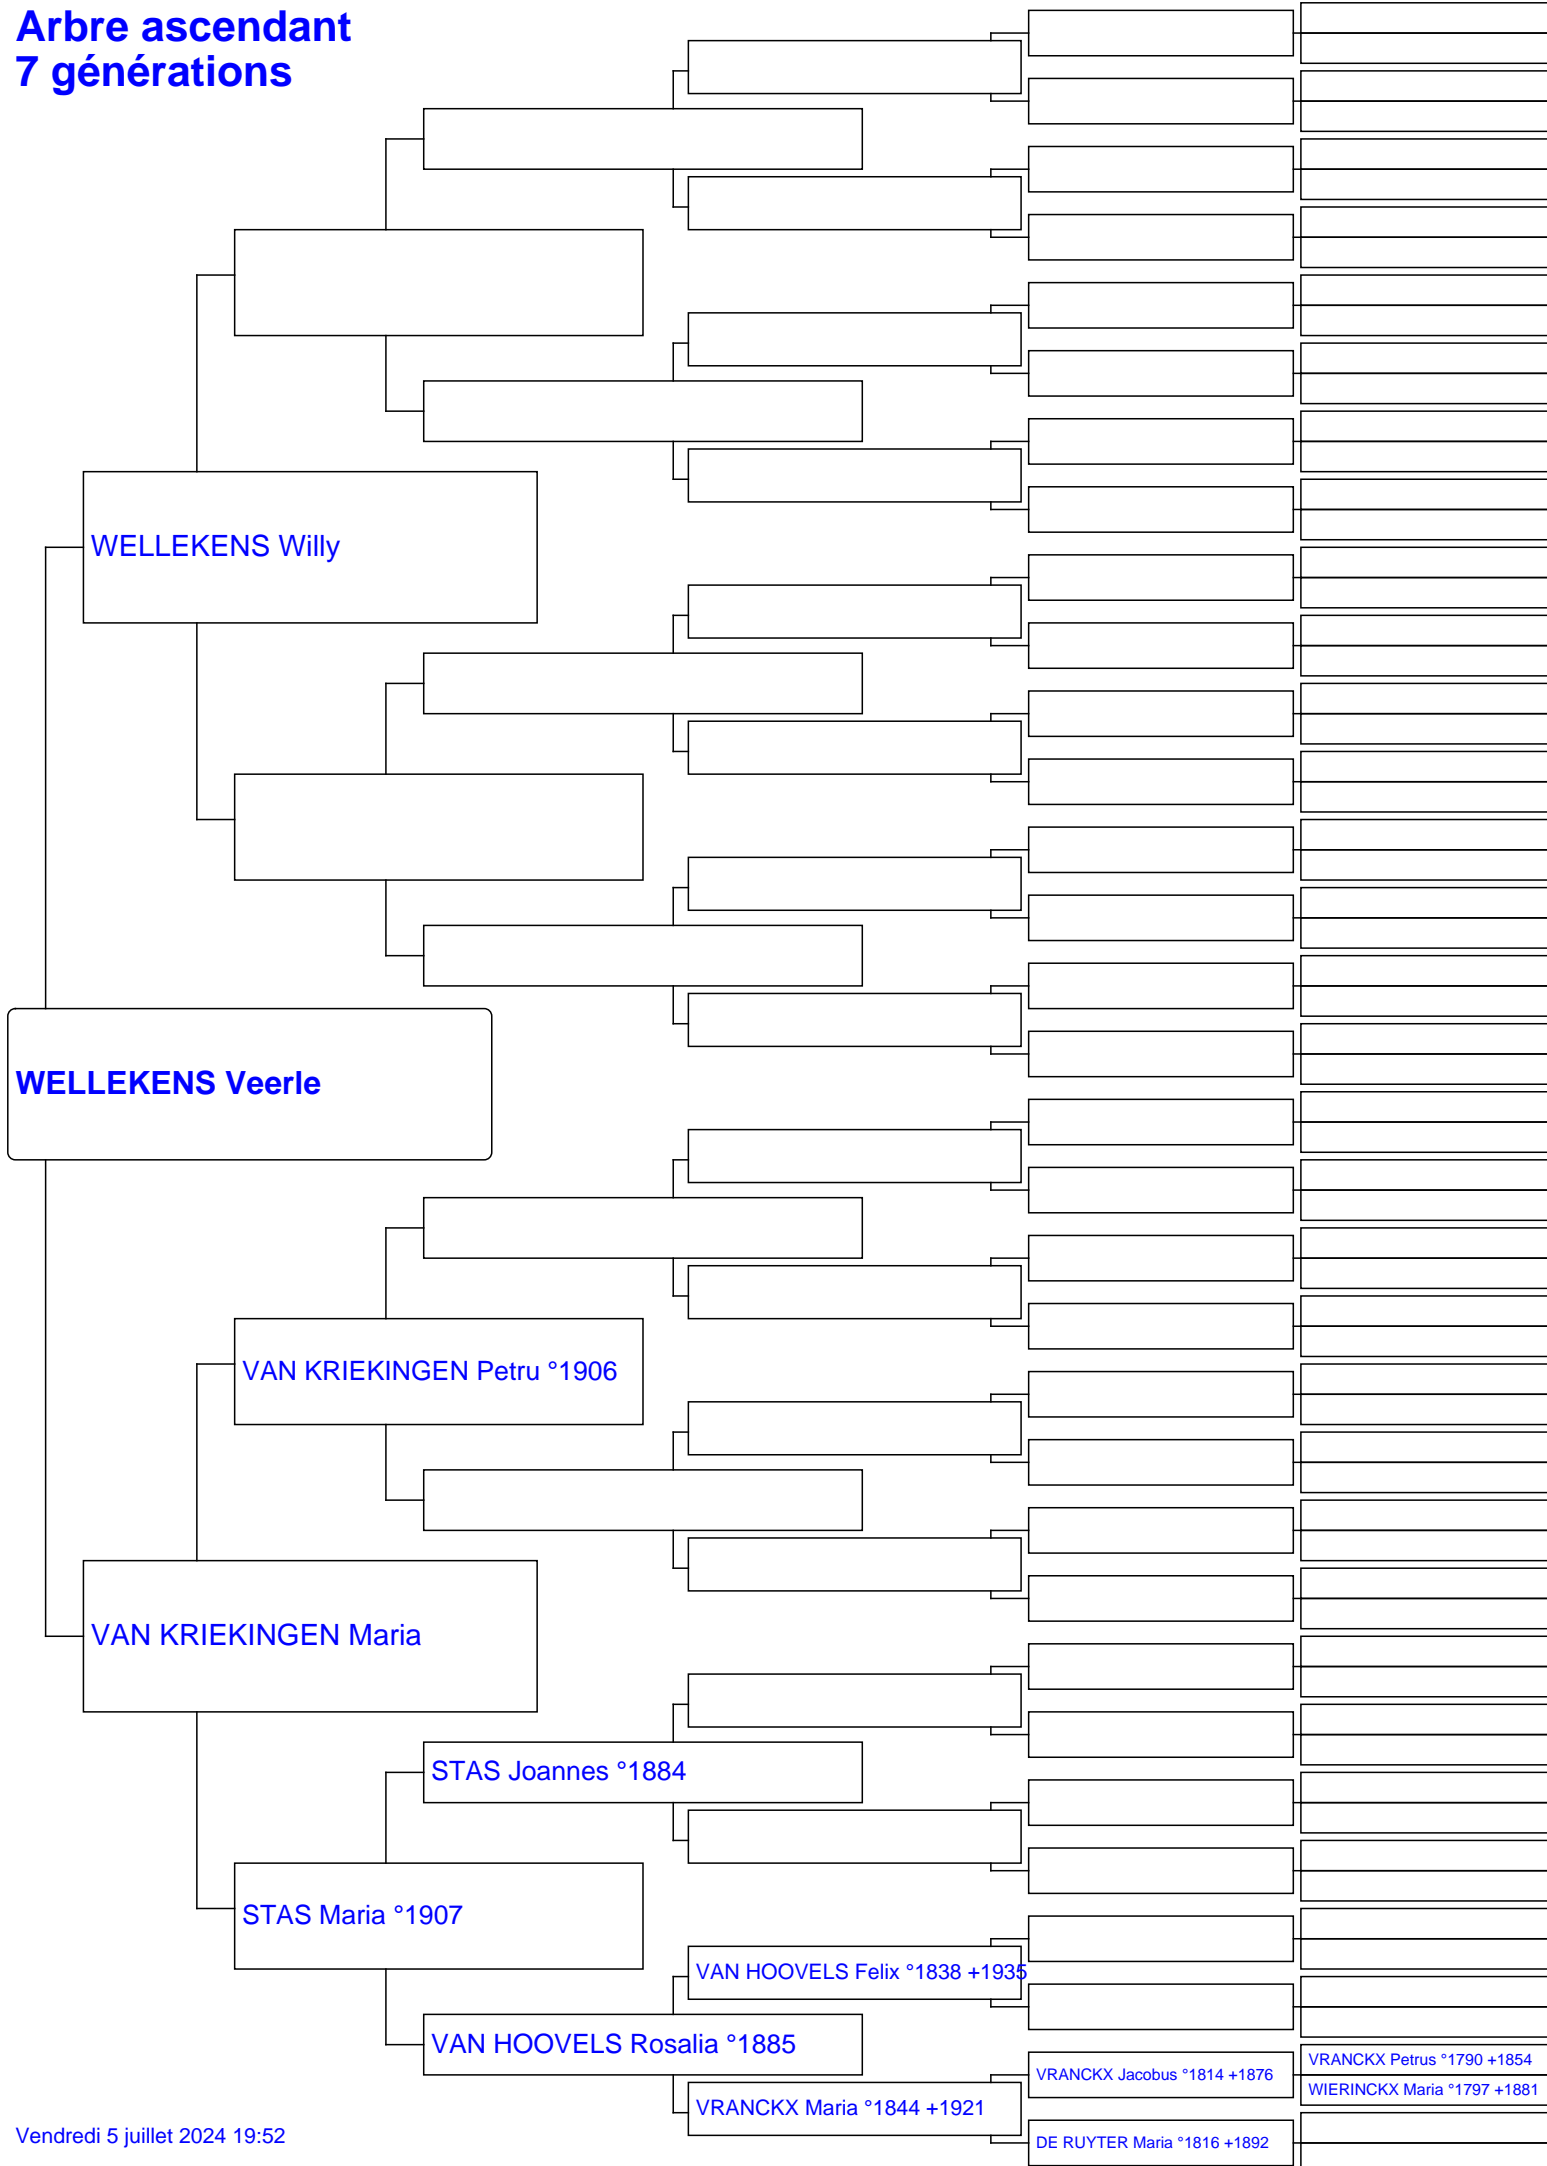 Arbre ascendant
7 générations
WELLEKENS Willy
WELLEKENS Veerle
VAN KRIEKINGEN Petru °1906
VAN KRIEKINGEN Maria
STAS Joannes °1884
STAS Maria °1907
VAN HOOVELS Felix °1838 +1935
VAN HOOVELS Rosalia °1885
VRANCKX Petrus °1790 +1854
VRANCKX Jacobus °1814 +1876
WIERINCKX Maria °1797 +1881
VRANCKX Maria °1844 +1921
DE RUYTER Maria °1816 +1892
Vendredi 5 juillet 2024 19:52